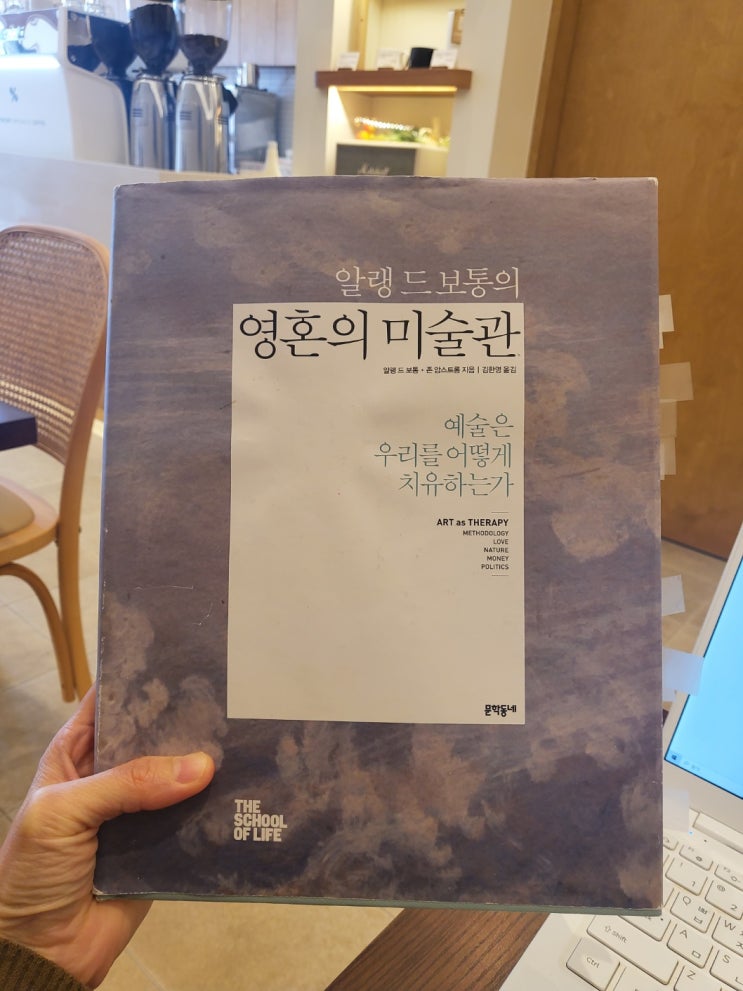 알랭 드 보통의
영혼의 미술관
알랭 드 보통 · 존 암스트롱 지음 | 김한영 옮김
예술은
우리를 어떻게
치유하는가
ART as THERAPY
METHODOLOGY
LOVE
NATURE
MONEY
POLITICS
문학동네
THE
SCHOOL
OF LIFE
Marshall
Shift
Ctrl